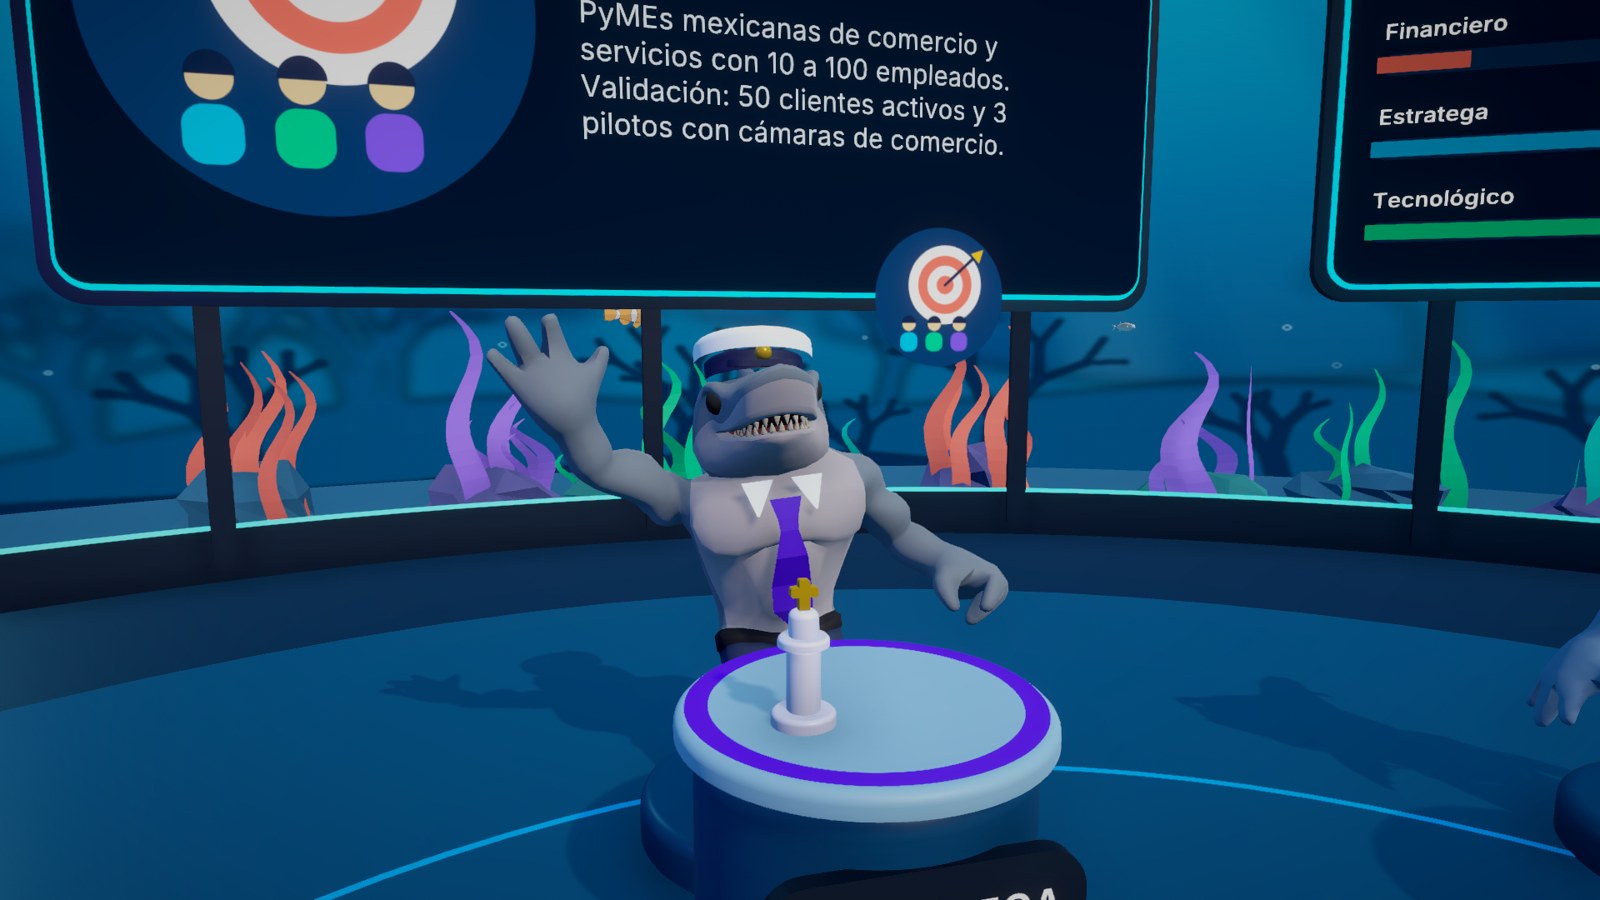 PyMEs mexicanas de comercio y
servicios con 10 a 100 empleados.
Validación: 50 clientes activos y 3
pilotos con cámaras de comercio.
Financiero
Estratega
Tecnológico